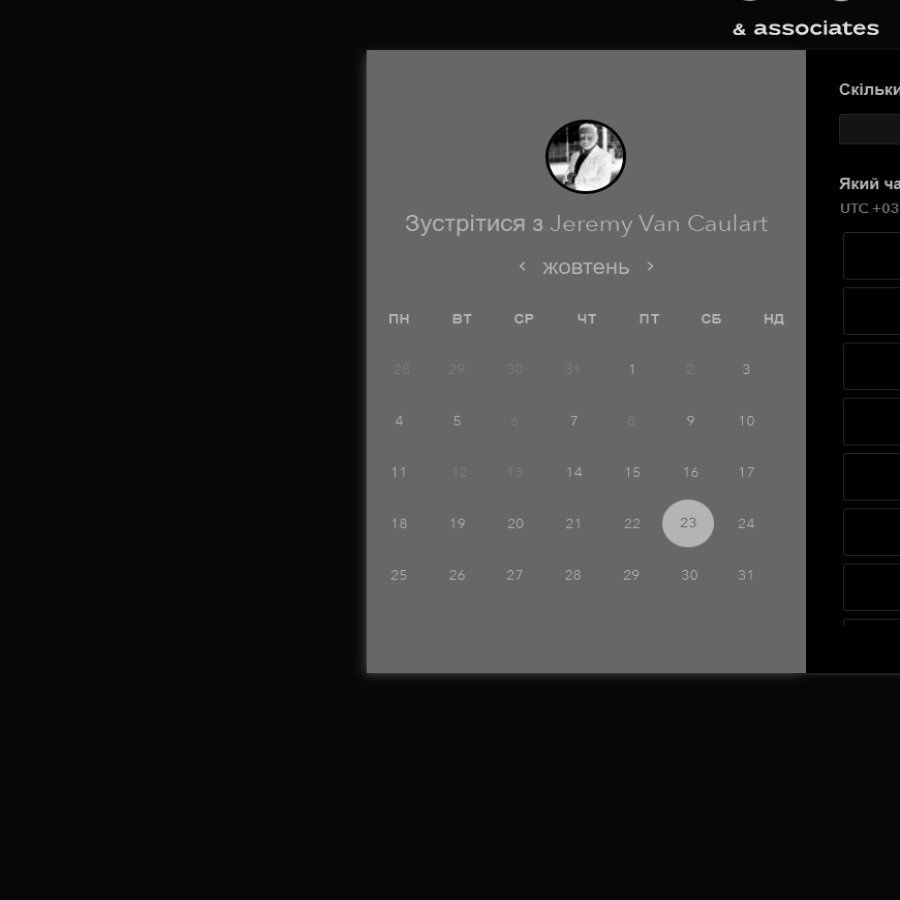 & associates
Зустрітися з Jeremy Van Caulart
жовтень
ПН ВТ СР ЧТ ПТ СБ НД
28 29 30 31 1 2 3
4 5 6 7 8 9 10
11 12 13 14 15 16 17
18 19 20 21 22 23 24
25 26 27 28 29 30 31
Скільки
Який ча
UTC +03